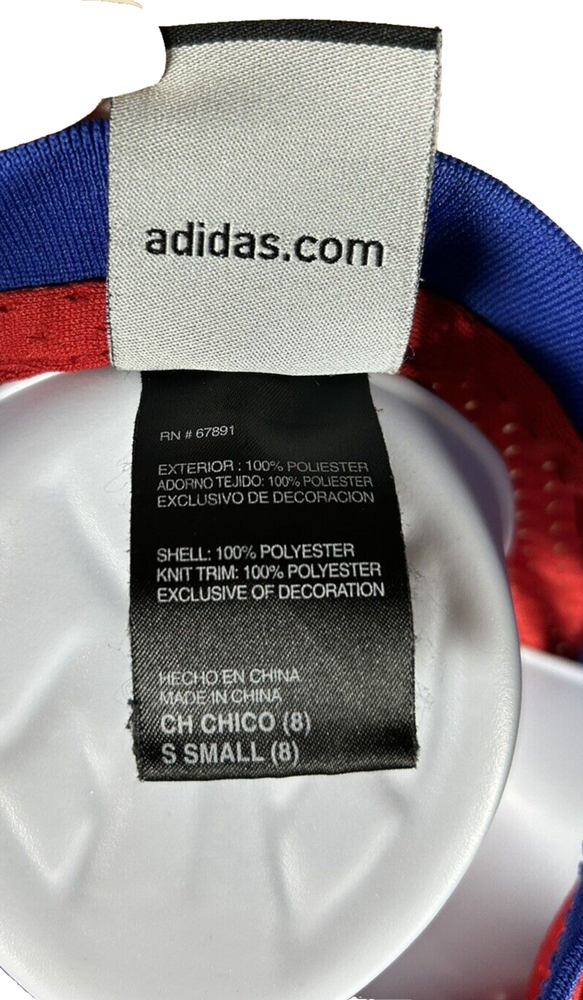 adidas.com
RN # 67891
EXTERIOR : 100% POLIESTER
ADORNO TEJIDO: 100% POLIESTER
EXCLUSIVO DE DECORACION
SHELL: 100% POLYESTER
KNIT TRIM: 100% POLYESTER
EXCLUSIVE OF DECORATION
HECHO EN CHINA
MADE IN CHINA
CH CHICO (8)
S SMALL (8)